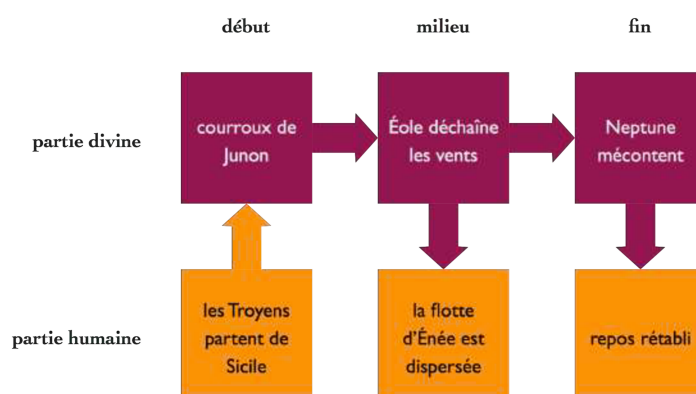 début
milieu
fin
partie divine
courroux de
Junon
Éole déchaîne
les vents
Neptune
mécontent
partie humaine
les Troyens
partent de
Sicile
la flotte
d'Énée est
dispersée
repos rétabli